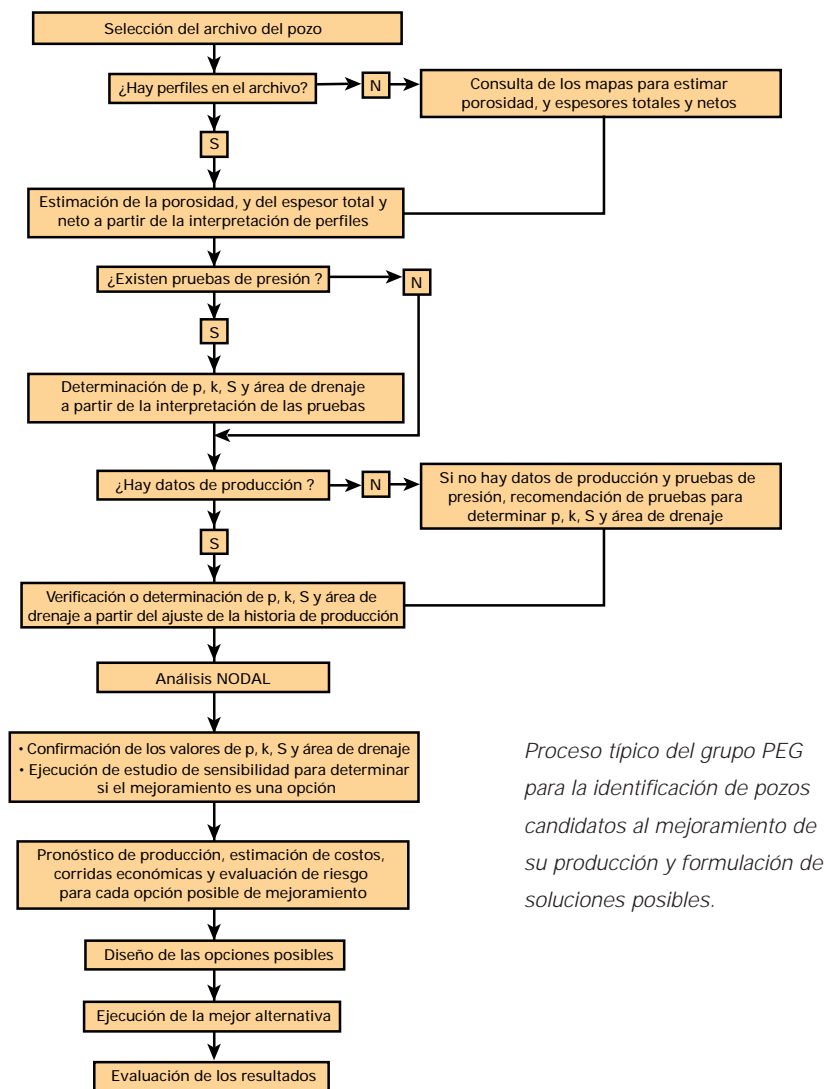 Selección del archivo del pozo
¿Hay perfiles en el archivo?
N
Consulta de los mapas para estimar
porosidad, y espesores totales y netos
S
Estimación de la porosidad, y del espesor total y
neto a partir de la interpretación de perfiles
¿Existen pruebas de presión ?
N
S
Determinación de p, k, S y área de drenaje
a partir de la interpretación de las pruebas
¿Hay datos de producción ?
N
Si no hay datos de producción y pruebas de
presión, recomendación de pruebas para
determinar p, k, S y área de drenaje
S
Verificación o determinación de p, k, S y área de
drenaje a partir del ajuste de la historia de producción
Análisis NODAL
• Confirmación de los valores de p, k, S y área de drenaje
• Ejecución de estudio de sensibilidad para determinar
si el mejoramiento es una opción
Pronóstico de producción, estimación de costos,
corridas económicas y evaluación de riesgo
para cada opción posible de mejoramiento
Diseño de las opciones posibles
Ejecución de la mejor alternativa
Evaluación de los resultados
Proceso típico del grupo PEG
para la identificación de pozos
candidatos al mejoramiento de
su producción y formulación de
soluciones posibles.